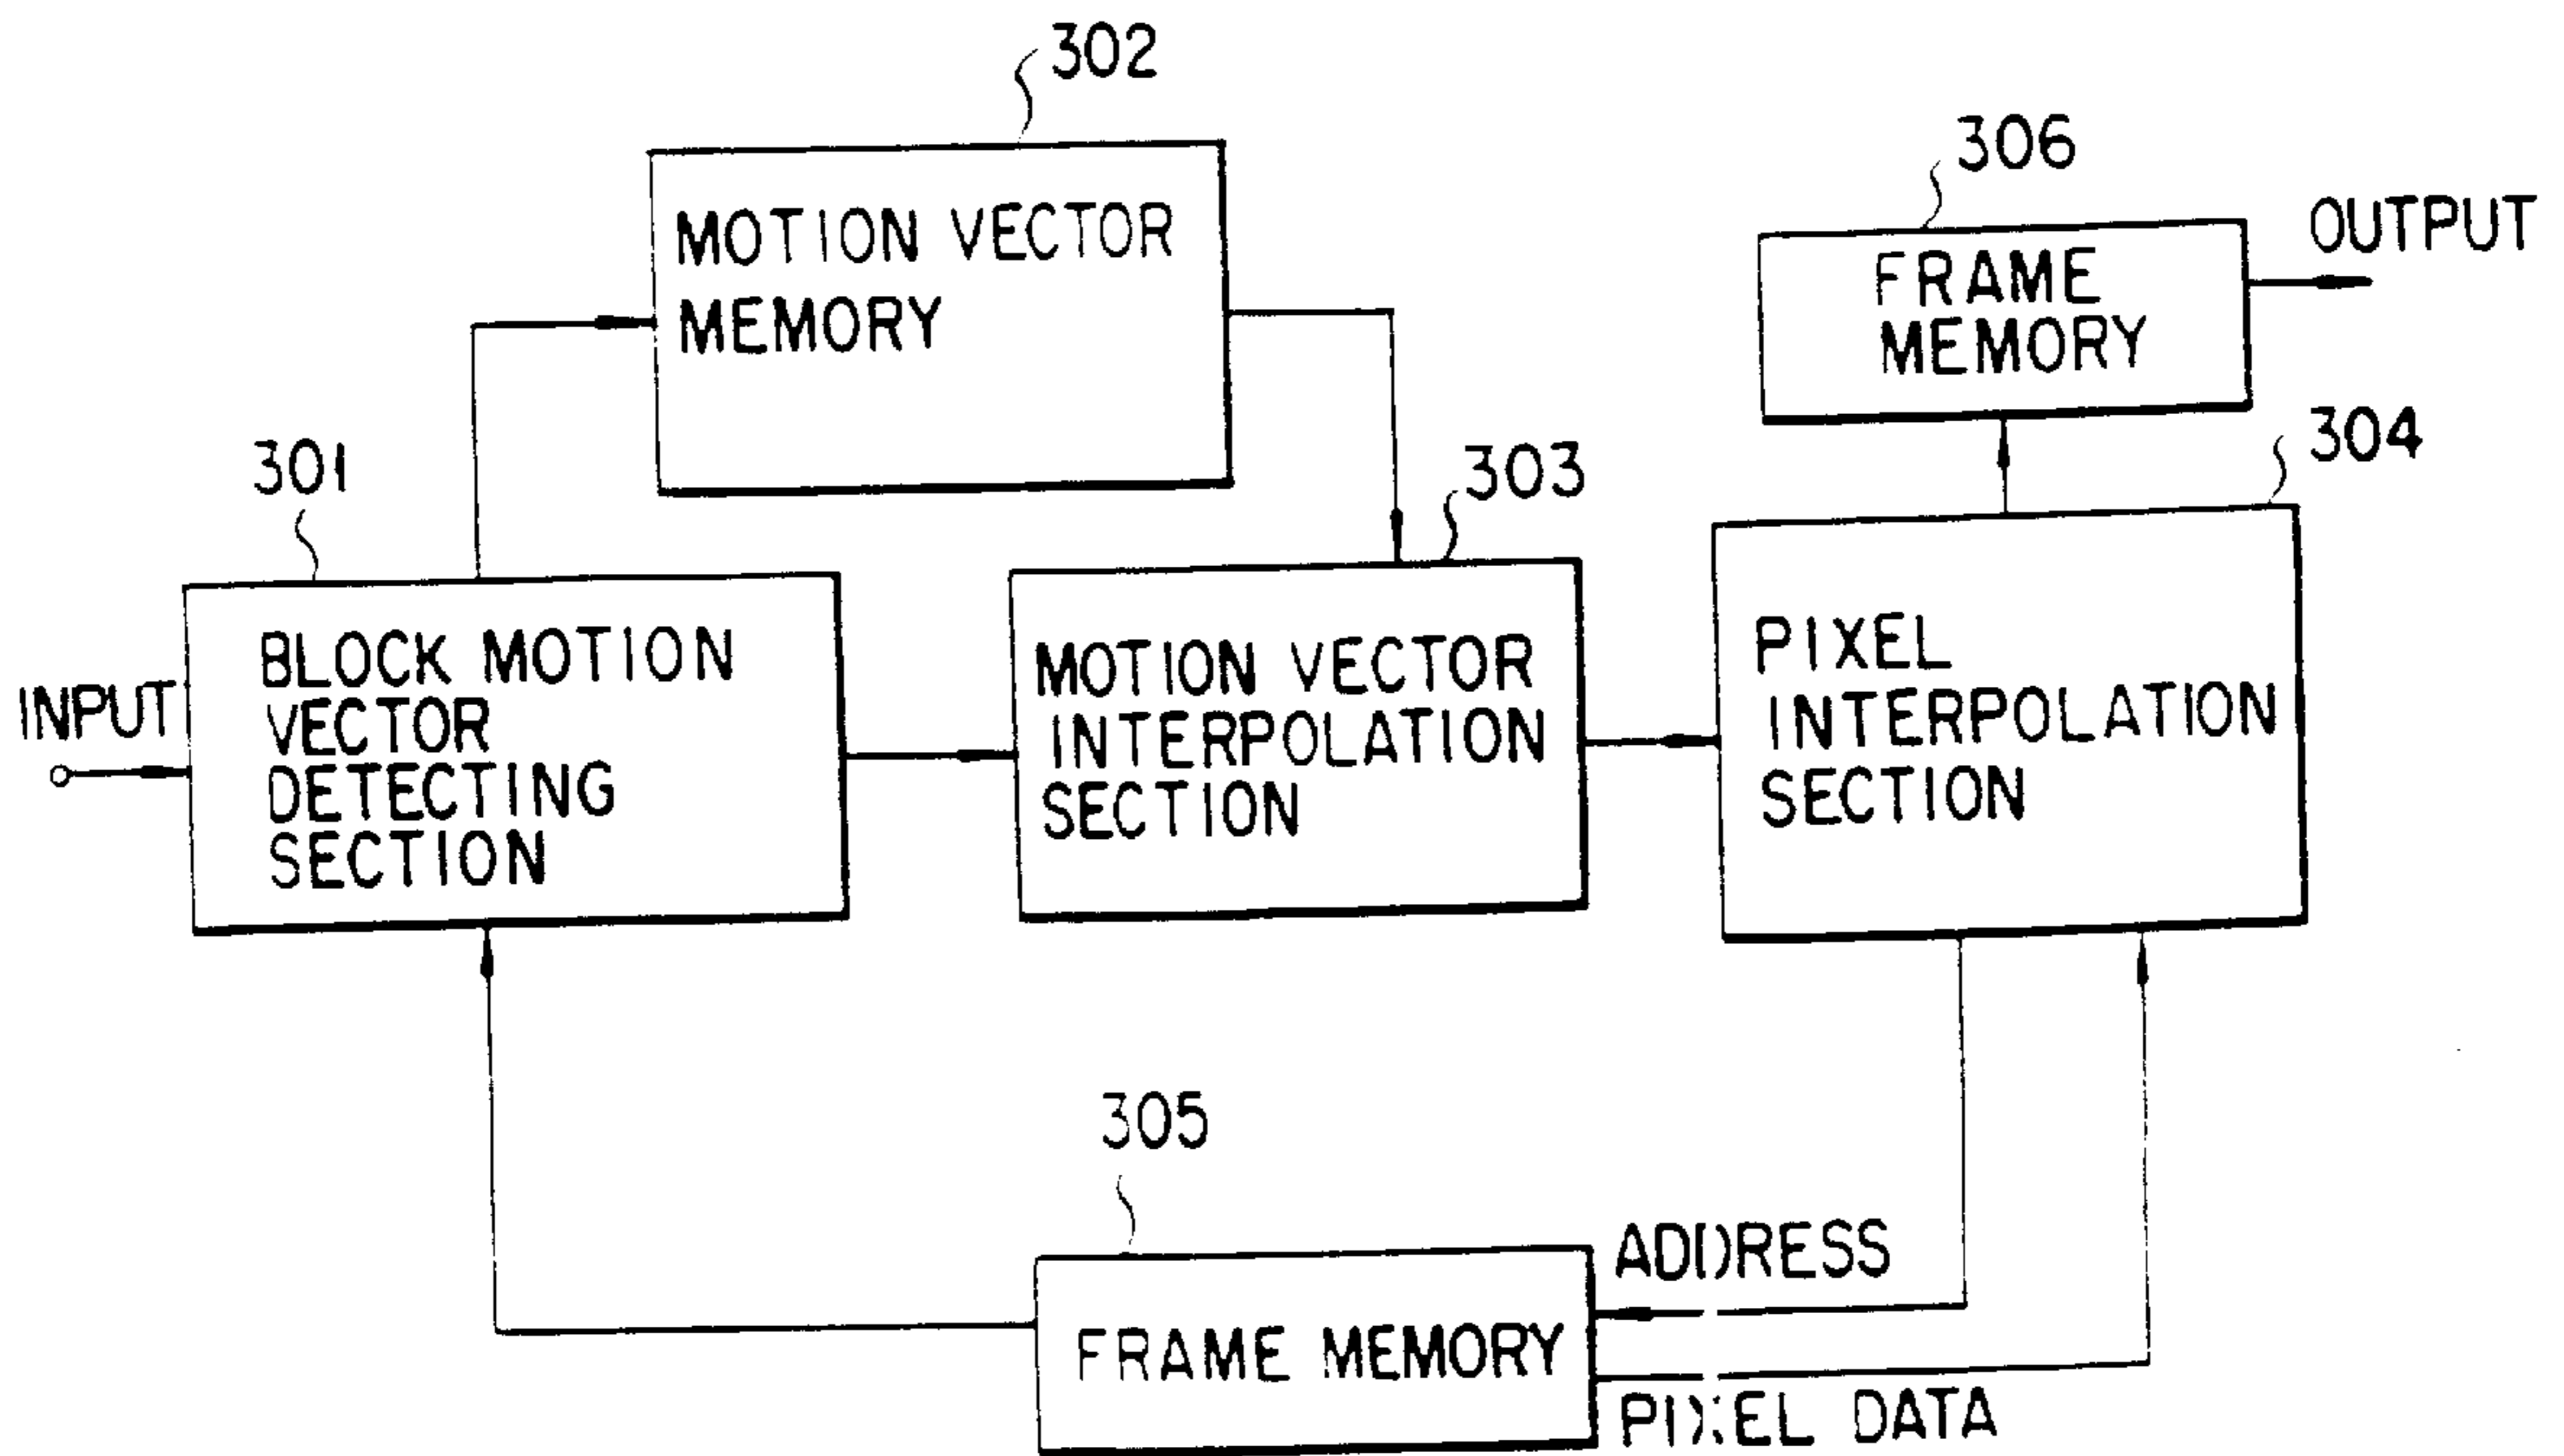 302
MOTION VECTOR
MEMORY
306
FRAME
MEMORY
OUTPUT
301
BLOCK MOTION
VECTOR
DETECTING
SECTION
INPUT
303
MOTION VECTOR
INTERPOLATION
SECTION
304
PIXEL
INTERPOLATION
SECTION
305
FRAME MEMORY
ADDRESS
PIXEL DATA